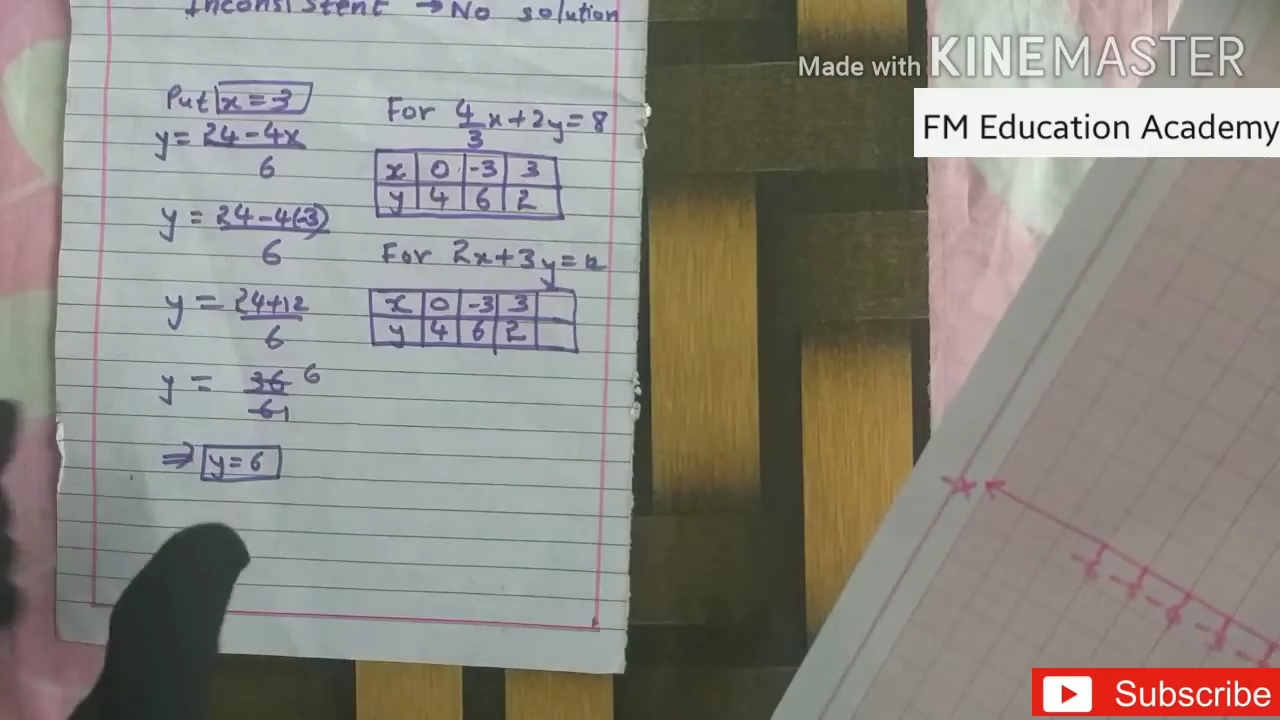 Inconsistent → No solution
Put x = -3
y = 24 - 4x
6
y = 24 - 4(-3)
6
y = 24 + 12
6
y = 36 6
6 1
⇒ y = 6
For 4/3 x + 2y = 8
x 0 -3 3
y 4 6 2
For 2x + 3y = 12
x 0 -3 3
y 4 6 2
Made with KINEMASTER
FM Education Academy
x
Subscribe